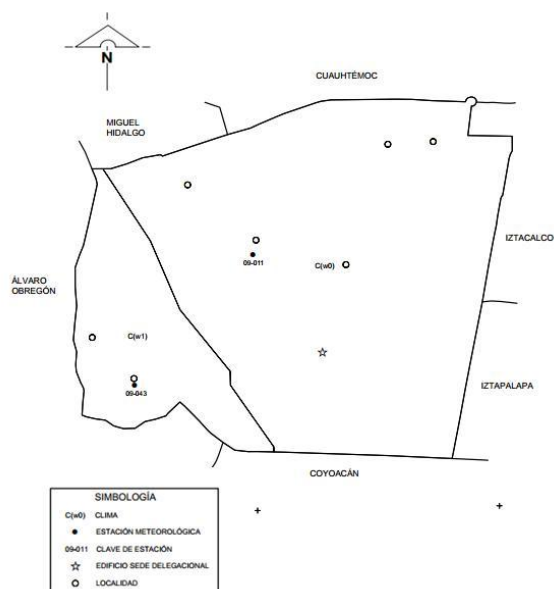 N
CUAUHTÉMOC
MIGUEL
HIDALGO
IZTACALCO
09-011
C(w0)
ÁLVARO
OBREGÓN
C(w1)
09-043
IZTAPALAPA
COYOACÁN
SIMBOLOGÍA
C(w0) CLIMA
ESTACIÓN METEOROLÓGICA
09-011 CLAVE DE ESTACIÓN
EDIFICIO SEDE DELEGACIONAL
LOCALIDAD